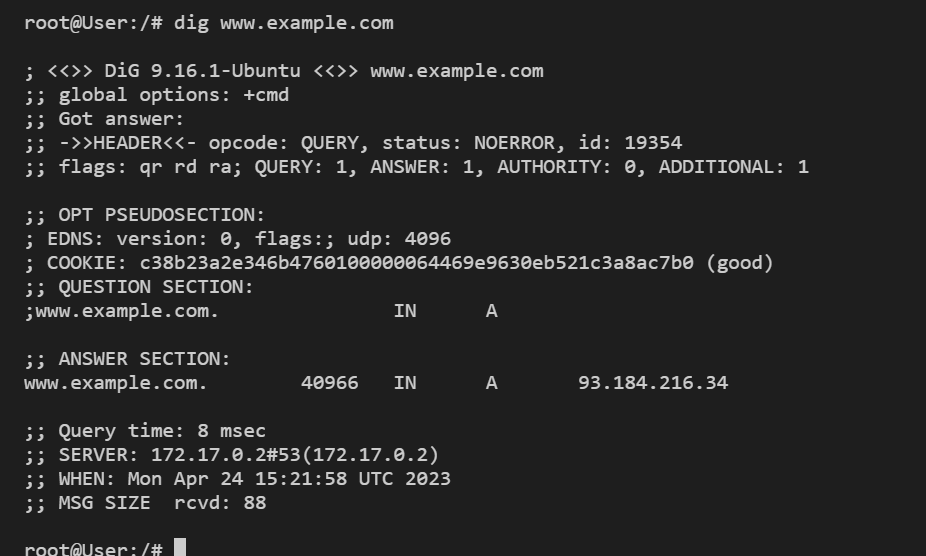 root@User:/# dig www.example.com
; <<>> DiG 9.16.1-Ubuntu <<>> www.example.com
;; global options: +cmd
;; Got answer:
;; ->>HEADER<<- opcode: QUERY, status: NOERROR, id: 19354
;; flags: qr rd ra; QUERY: 1, ANSWER: 1, AUTHORITY: 0, ADDITIONAL: 1
;; OPT PSEUDOSECTION:
; EDNS: version: 0, flags:; udp: 4096
; COOKIE: c38b23a2e346b4760100000064469e9630eb521c3a8ac7b0 (good)
;; QUESTION SECTION:
;www.example.com. IN A
;; ANSWER SECTION:
www.example.com. 40966 IN A 93.184.216.34
;; Query time: 8 msec
;; SERVER: 172.17.0.2#53(172.17.0.2)
;; WHEN: Mon Apr 24 15:21:58 UTC 2023
;; MSG SIZE rcvd: 88
root@User:/#